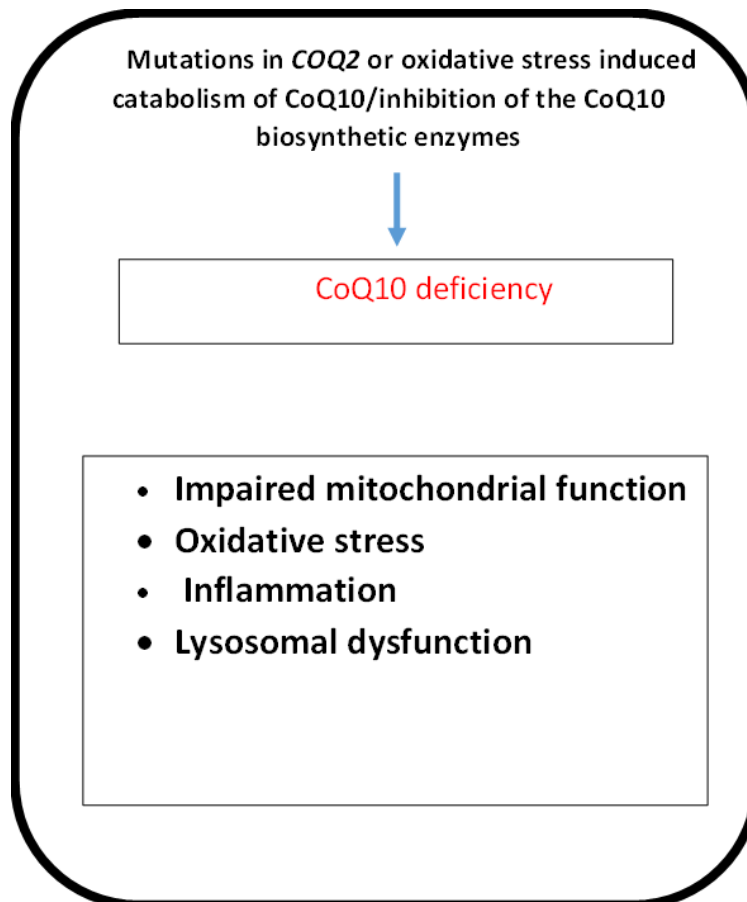 Mutations in COQ2 or oxidative stress induced
catabolism of CoQ10/inhibition of the CoQ10
biosynthetic enzymes
CoQ10 deficiency
• Impaired mitochondrial function
• Oxidative stress
• Inflammation
• Lysosomal dysfunction